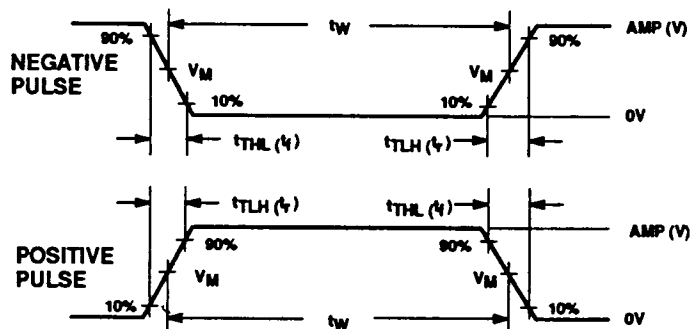 90% tW 90% AMP (V)
NEGATIVE
PULSE
VM VM
10% 10%
0V
tTHL (tf) tTLH (tr)
tTLH (tr) tTHL (tf)
AMP (V)
90% 90%
POSITIVE
PULSE
VM VM
10% 10%
tW 0V